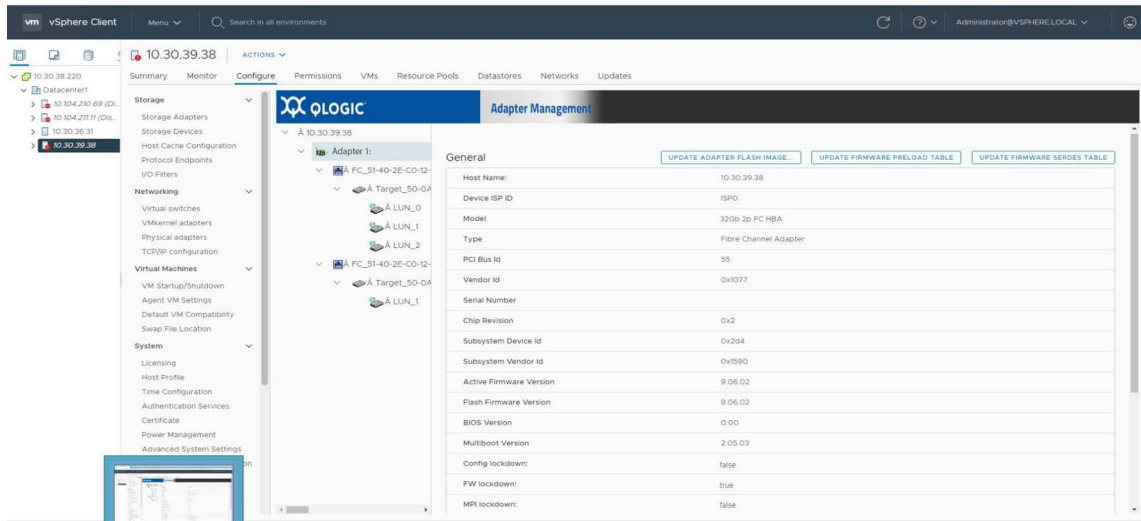 vm vSphere Client Menu Search in all environments Administrator@VSPHERE.LOCAL
10.30.39.38 ACTIONS
Summary Monitor Configure Permissions VMs Resource Pools Datastores Networks Updates
10.30.38.220
Datacenter1
10.104.210.69 (Di...
10.104.211.11 (Dis...
10.30.36.31
10.30.39.38
Storage
Storage Adapters
Storage Devices
Host Cache Configuration
Protocol Endpoints
I/O Filters
Networking
Virtual switches
VMkernel adapters
Physical adapters
TCP/IP configuration
Virtual Machines
VM Startup/Shutdown
Agent VM Settings
Default VM Compatibility
Swap File Location
System
Licensing
Host Profile
Time Configuration
Authentication Services
Certificate
Power Management
Advanced System Settings
QLOGIC Adapter Management
Â 10.30.39.38
Adapter 1:
Â FC_51-40-2E-C0-12-
Â Target_50-0A
Â LUN_0
Â LUN_1
Â LUN_2
Â FC_51-40-2E-C0-12-
Â Target_50-0A
Â LUN_1
General UPDATE ADAPTER FLASH IMAGE... UPDATE FIRMWARE PRELOAD TABLE UPDATE FIRMWARE SERDES TABLE
Host Name: 10.30.39.38
Device ISP ID ISP0
Model 32Gb 2p FC HBA
Type Fibre Channel Adapter
PCI Bus Id 55
Vendor Id 0x1077
Serial Number
Chip Revision 0x2
Subsystem Device Id 0x2d4
Subsystem Vendor Id 0x1590
Active Firmware Version 9.06.02
Flash Firmware Version 9.06.02
BIOS Version 0.00
Multiboot Version 2.05.03
Config lockdown: false
FW lockdown: true
MPI lockdown: false